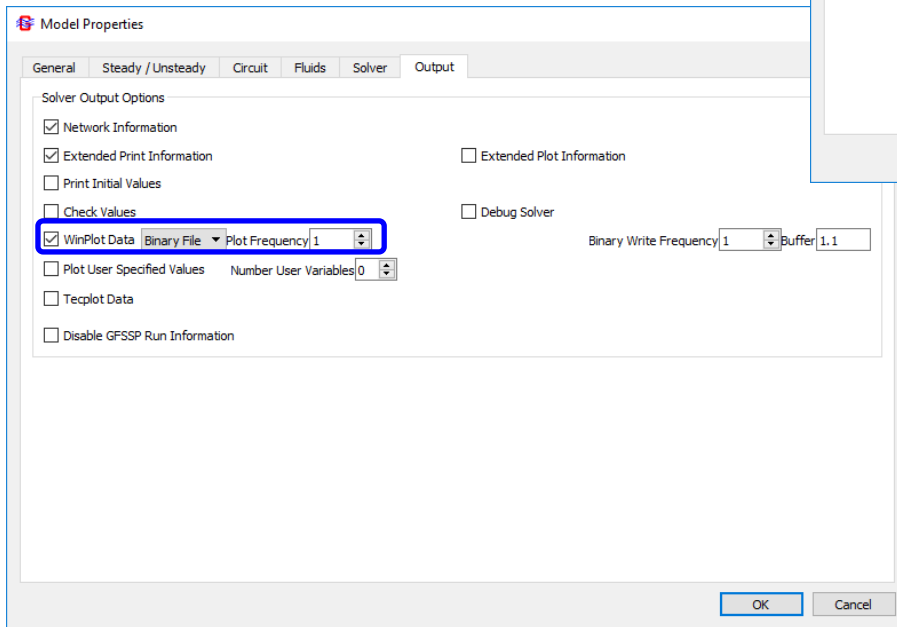 Model Properties
General Steady / Unsteady Circuit Fluids Solver Output
Solver Output Options
Network Information
Extended Print Information Extended Plot Information
Print Initial Values
Check Values Debug Solver
WinPlot Data Binary File Plot Frequency 1 Binary Write Frequency 1 Buffer 1.1
Plot User Specified Values Number User Variables 0
Tecplot Data
Disable GFSSP Run Information
OK Cancel